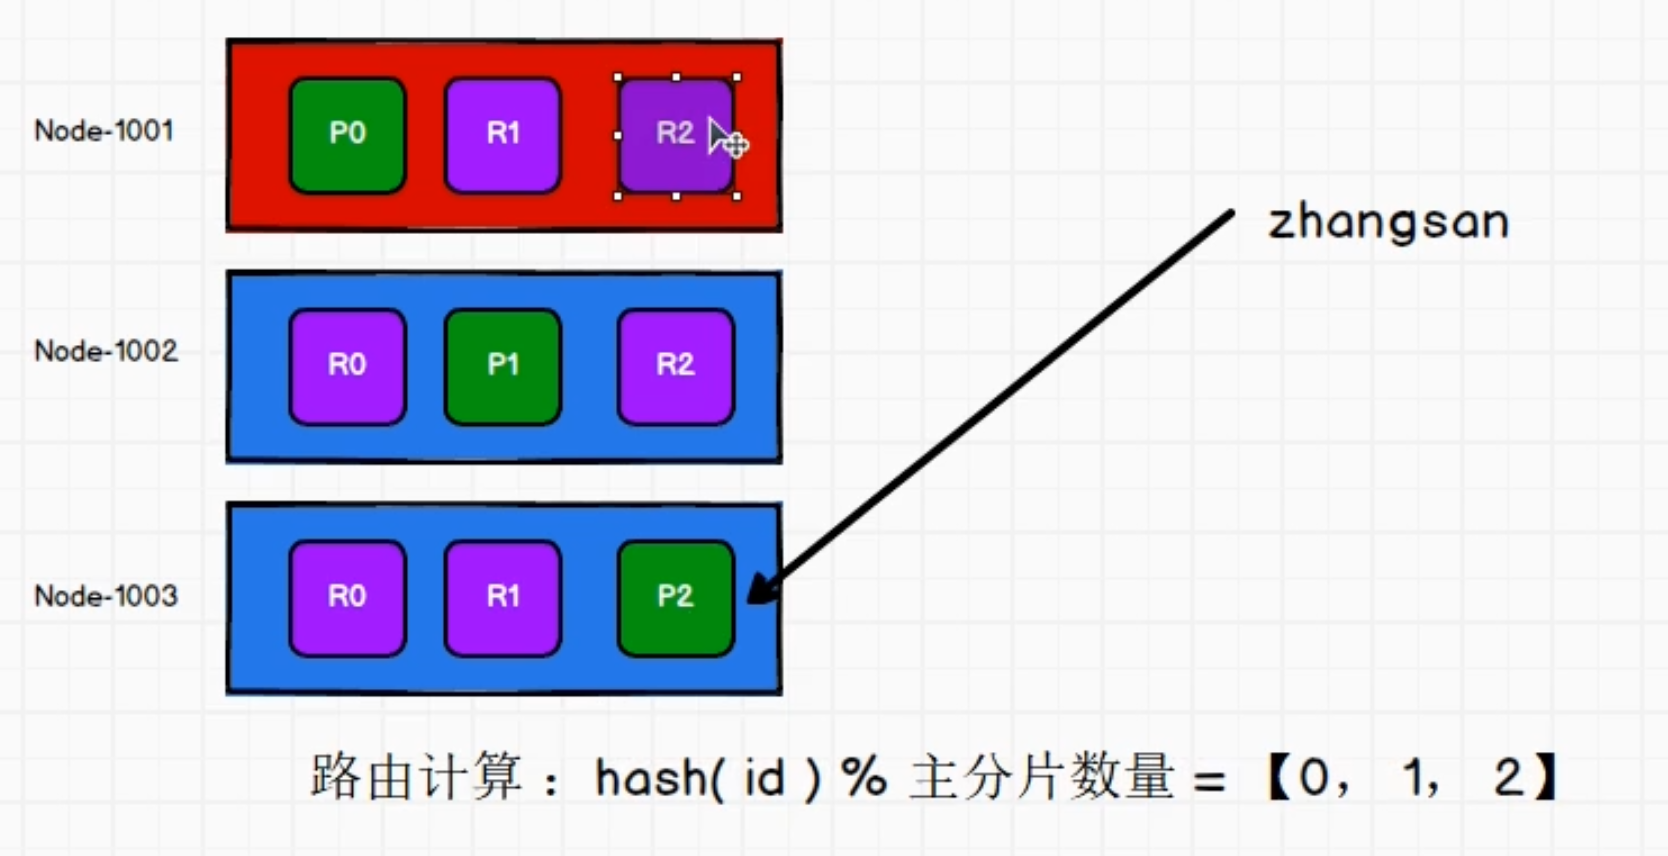 Node-1001 P0 R1 R2
zhangsan
Node-1002 R0 P1 R2
Node-1003 R0 R1 P2
路由计算：hash( id ) % 主分片数量 = 【0， 1， 2】